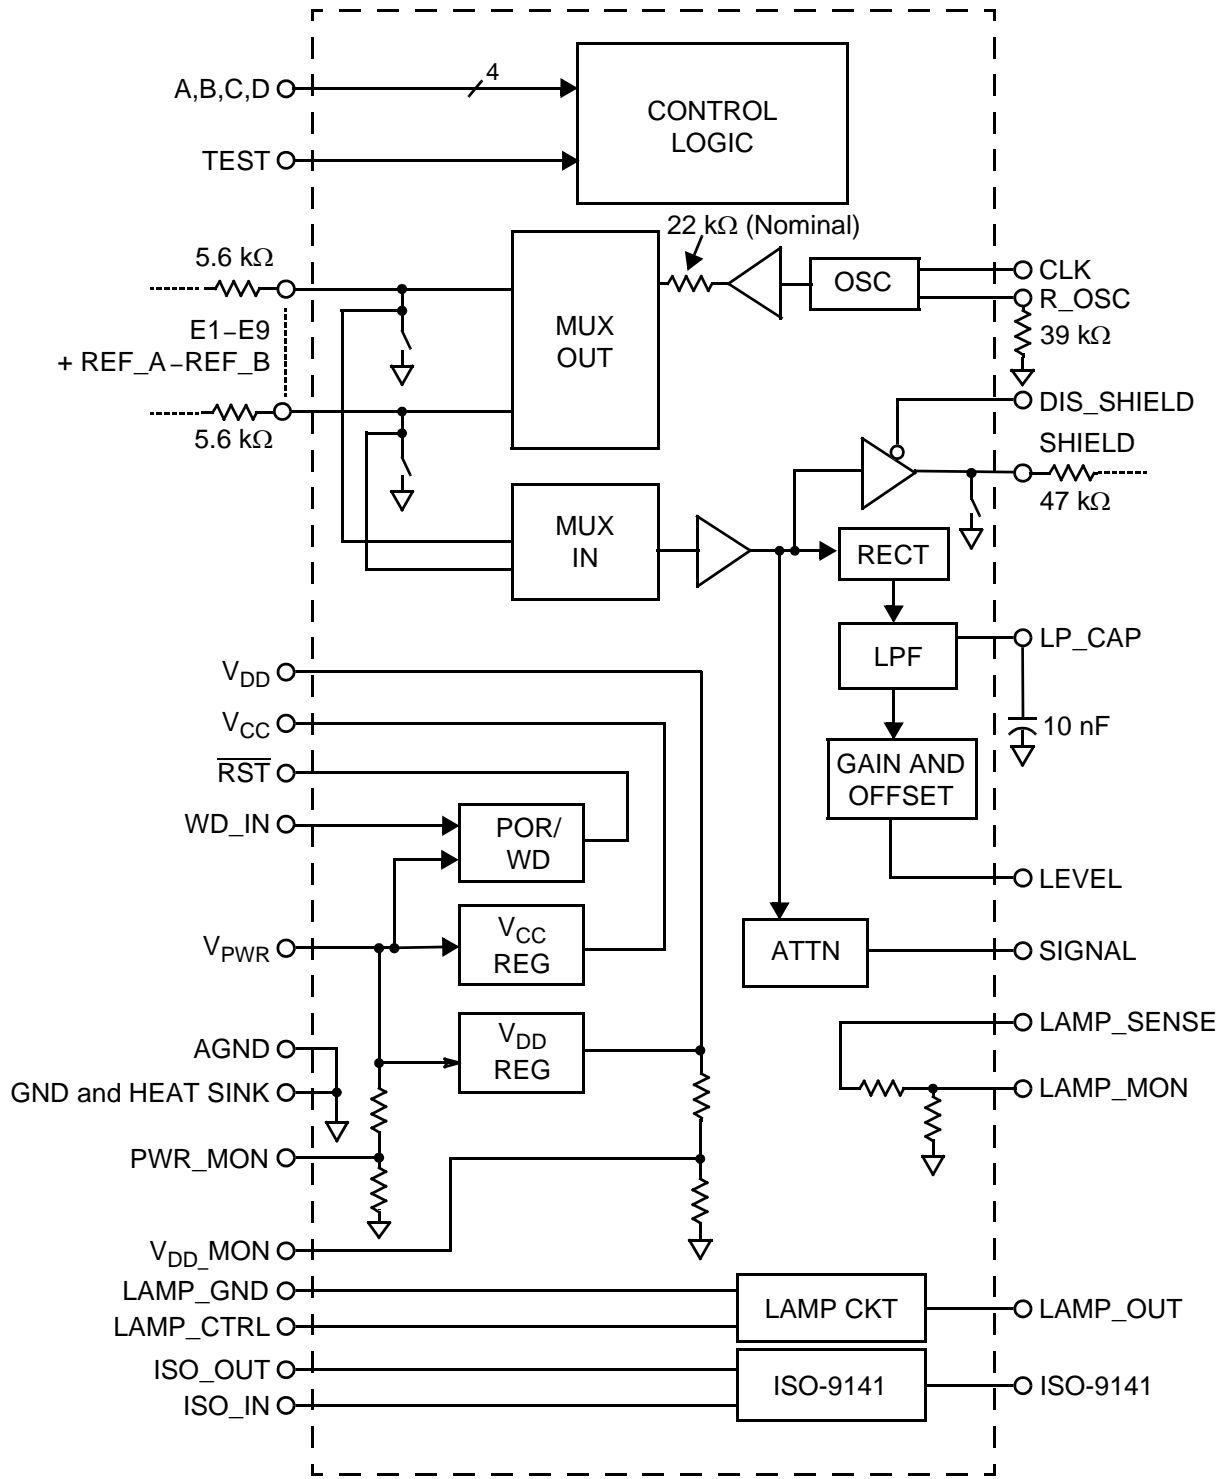 A,B,C,D
4
CONTROL
LOGIC
TEST
22 kΩ (Nominal)
5.6 kΩ
E1–E9
+ REF_A–REF_B
5.6 kΩ
MUX
OUT
OSC
CLK
R_OSC
39 kΩ
DIS_SHIELD
SHIELD
47 kΩ
MUX
IN
RECT
LPF
LP_CAP
10 nF
GAIN AND
OFFSET
LEVEL
VDD
VCC
RST
WD_IN
POR/
WD
VPWR
VCC
REG
ATTN
SIGNAL
AGND
GND and HEAT SINK
VDD
REG
LAMP_SENSE
LAMP_MON
PWR_MON
VDD_MON
LAMP_GND
LAMP_CTRL
LAMP CKT
LAMP_OUT
ISO_OUT
ISO_IN
ISO-9141
ISO-9141